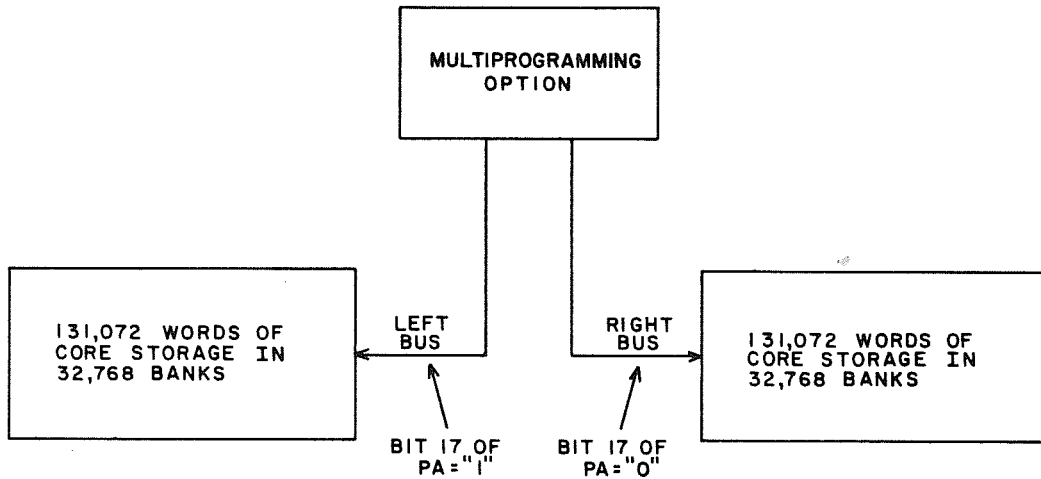 MULTIPROGRAMMING
OPTION
LEFT
BUS
RIGHT
BUS
131,072 WORDS OF
CORE STORAGE IN
32,768 BANKS
131,072 WORDS OF
CORE STORAGE IN
32,768 BANKS
BIT 17 OF
PA="1"
BIT 17 OF
PA="0"